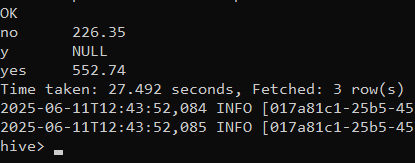 OK
no 226.35
y NULL
yes 552.74
Time taken: 27.492 seconds, Fetched: 3 row(s)
2025-06-11T12:43:52,084 INFO [017a81c1-25b5-45
2025-06-11T12:43:52,085 INFO [017a81c1-25b5-45
hive>